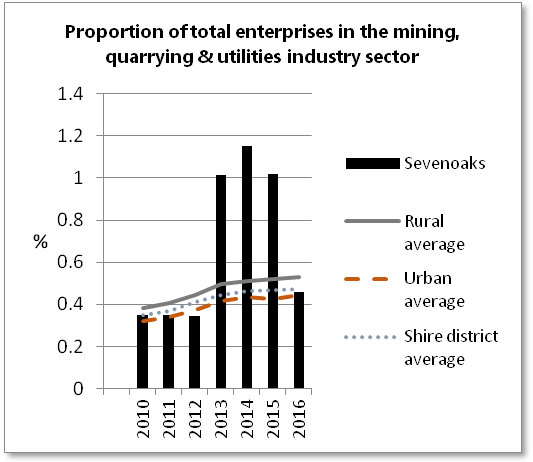 Proportion of total enterprises in the mining,
quarrying & utilities industry sector
1.4
1.2
1
0.8
0.6
0.4
0.2
0
%
2010
2011
2012
2013
2014
2015
2016
Sevenoaks
Rural
average
Urban
average
Shire district
average